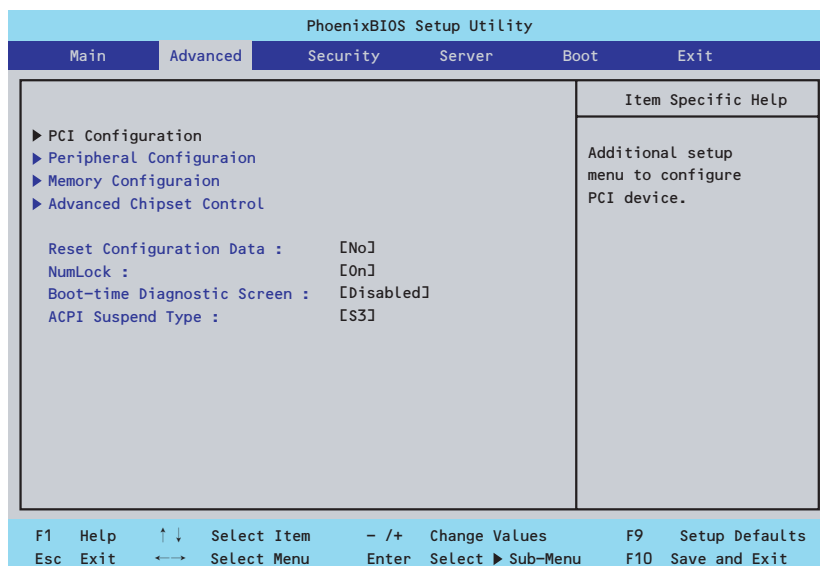 PhoenixBIOS Setup Utility
Main Advanced Security Server Boot Exit
Item Specific Help
▶ PCI Configuration
▶ Peripheral Configuraion
▶ Memory Configuraion
▶ Advanced Chipset Control
Additional setup
menu to configure
PCI device.
Reset Configuration Data : [No]
NumLock : [On]
Boot-time Diagnostic Screen : [Disabled]
ACPI Suspend Type : [S3]
F1 Help ↑↓ Select Item - /+ Change Values F9 Setup Defaults
Esc Exit ←→ Select Menu Enter Select ▶ Sub-Menu F10 Save and Exit